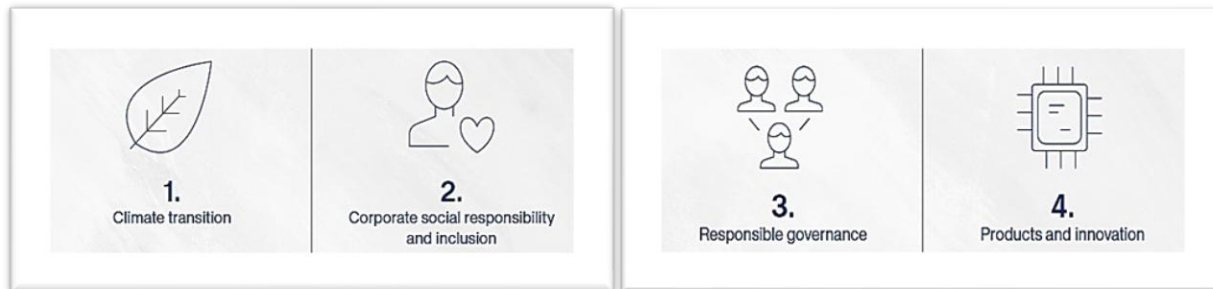 1.
Climate transition
2.
Corporate social responsibility
and inclusion
3.
Responsible governance
4.
Products and innovation